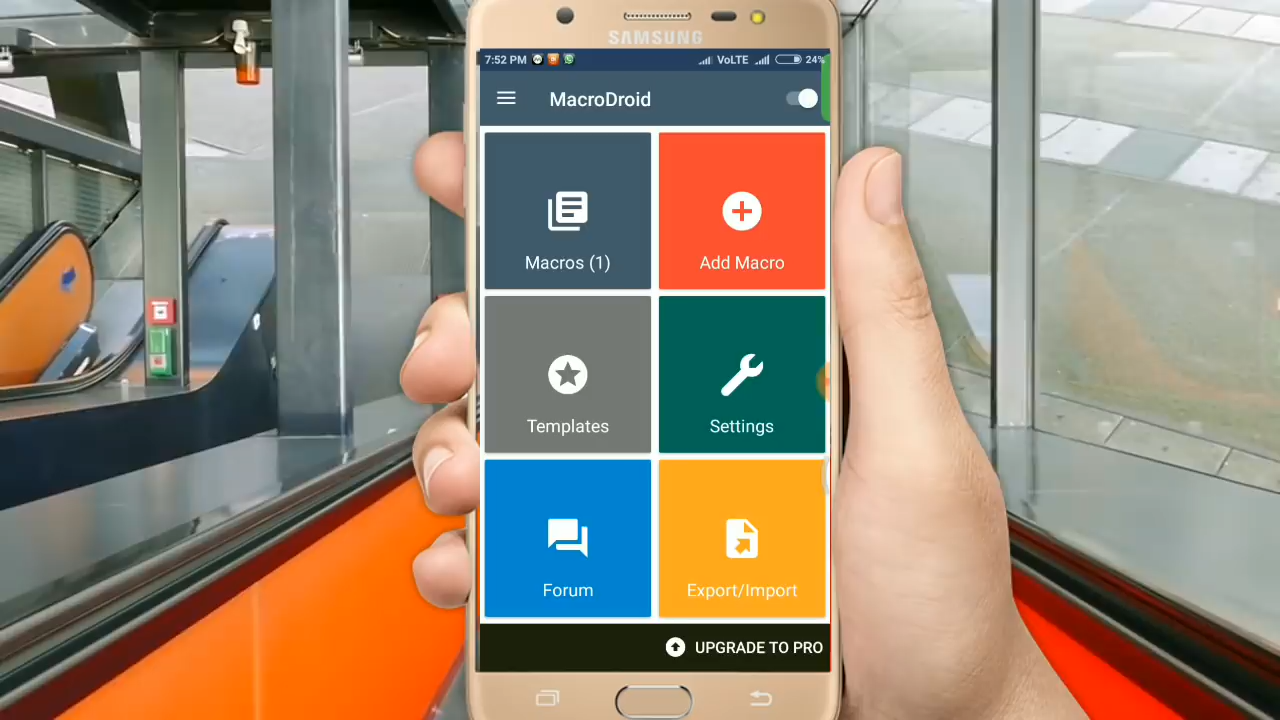 SAMSUNG
7:52 PM VoLTE 24%
MacroDroid
Macros (1) Add Macro
Templates Settings
Forum Export/Import
UPGRADE TO PRO